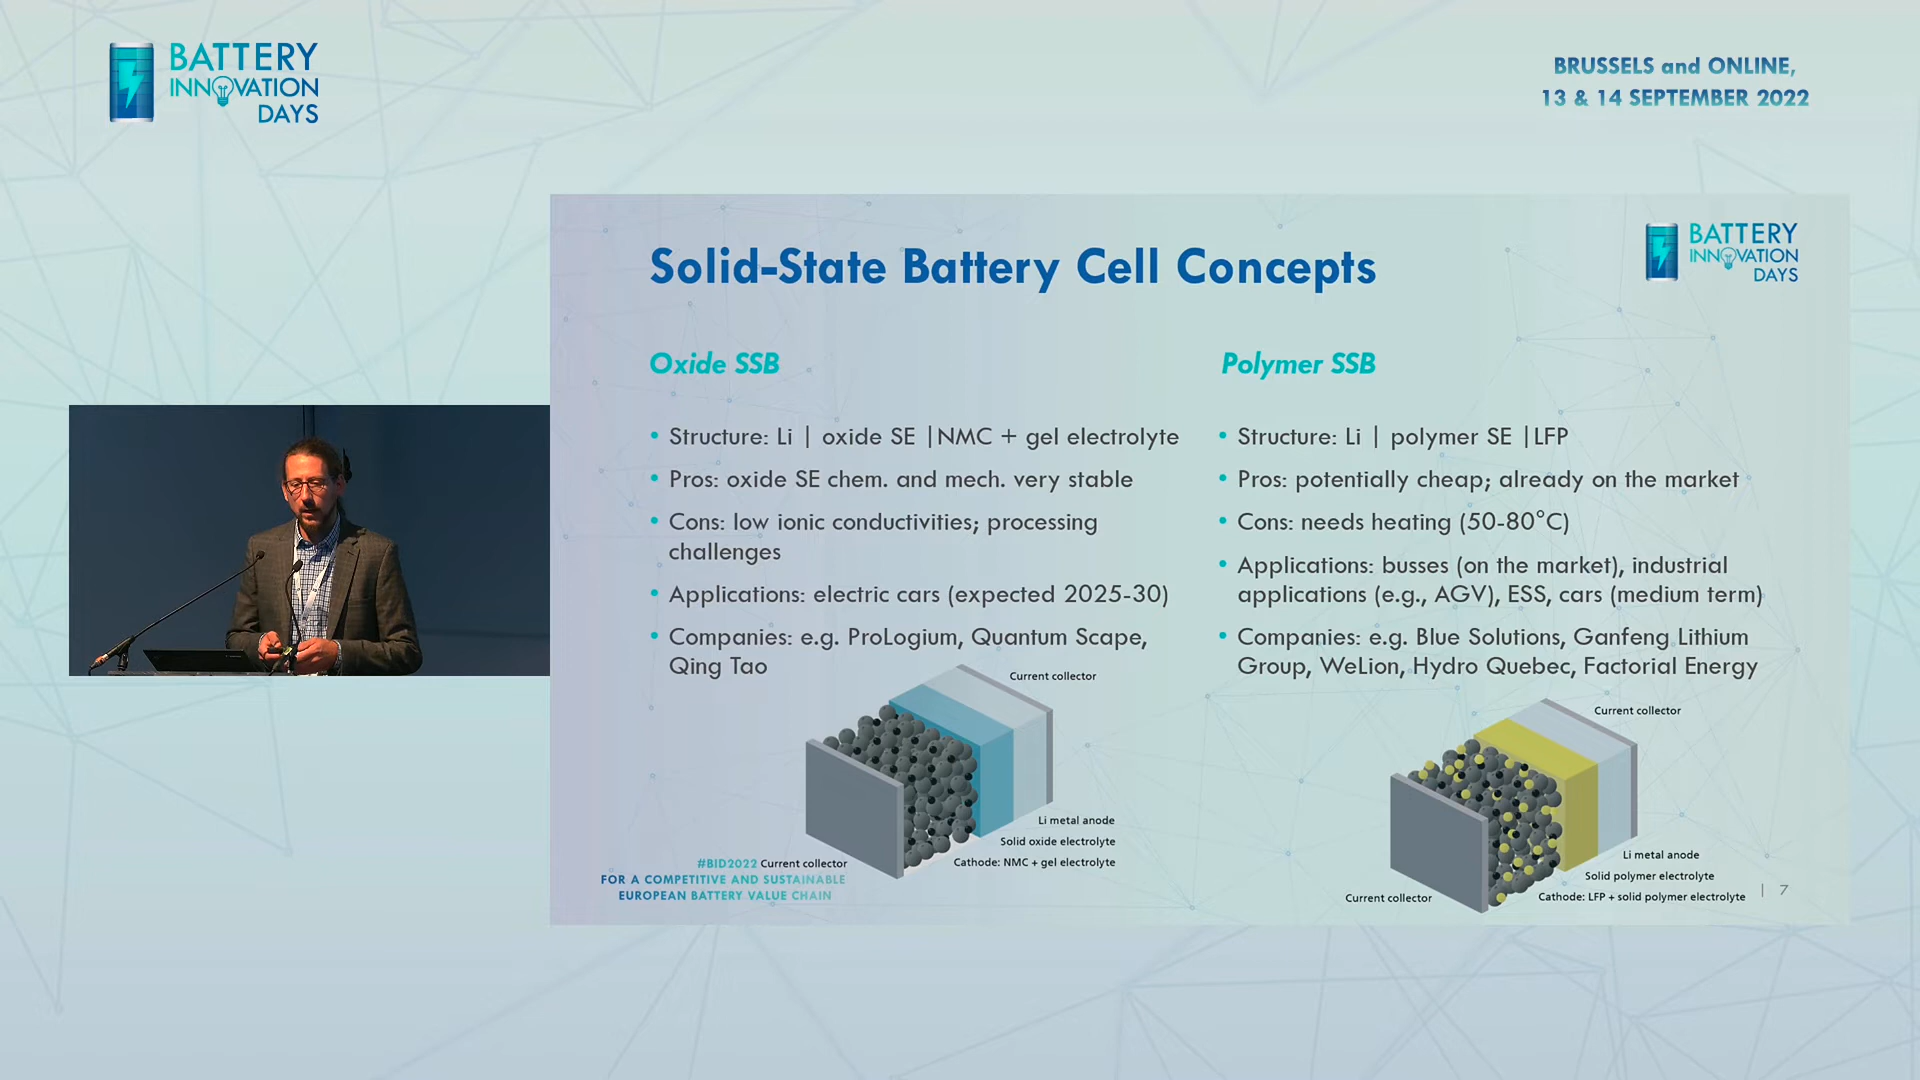 BATTERY
INNOVATION
DAYS
BRUSSELS and ONLINE,
13 & 14 SEPTEMBER 2022
BATTERY
INNOVATION
DAYS
Solid-State Battery Cell Concepts
Oxide SSB
• Structure: Li | oxide SE |NMC + gel electrolyte
• Pros: oxide SE chem. and mech. very stable
• Cons: low ionic conductivities; processing
challenges
• Applications: electric cars (expected 2025-30)
• Companies: e.g. ProLogium, Quantum Scape,
Qing Tao
Current collector
Li metal anode
Solid oxide electrolyte
Cathode: NMC + gel electrolyte
Current collector
Polymer SSB
• Structure: Li | polymer SE |LFP
• Pros: potentially cheap; already on the market
• Cons: needs heating (50-80°C)
• Applications: busses (on the market), industrial
applications (e.g., AGV), ESS, cars (medium term)
• Companies: e.g. Blue Solutions, Ganfeng Lithium
Group, WeLion, Hydro Quebec, Factorial Energy
Current collector
Li metal anode
Solid polymer electrolyte
Cathode: LFP + solid polymer electrolyte
Current collector
#BID2022
FOR A COMPETITIVE AND SUSTAINABLE
EUROPEAN BATTERY VALUE CHAIN
| 7